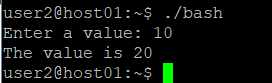 user2@host01:~$ ./bash
Enter a value: 10
The value is 20
user2@host01:~$